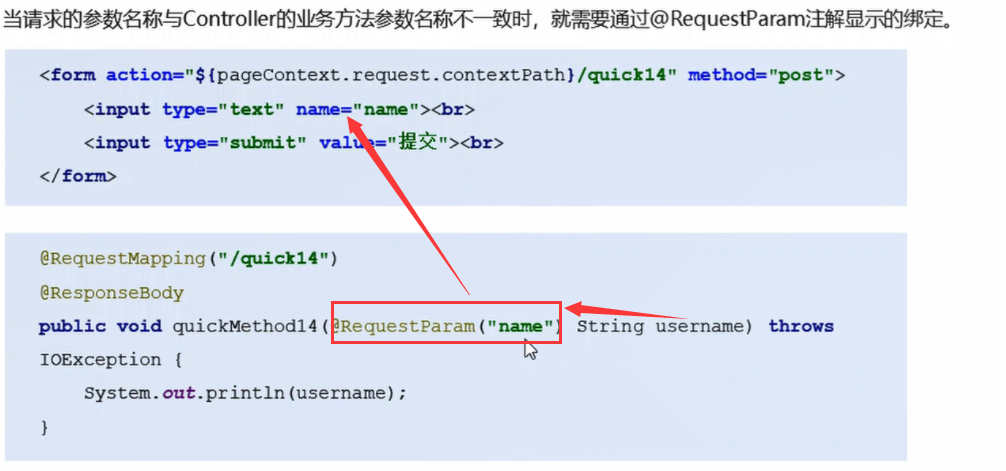 当请求的参数名称与Controller的业务方法参数名称不一致时，就需要通过@RequestParam注解显示的绑定。
<form action="${pageContext.request.contextPath}/quick14" method="post">
<input type="text" name="name"><br>
<input type="submit" value="提交"><br>
</form>
@RequestMapping("/quick14")
@ResponseBody
public void quickMethod14(@RequestParam("name") String username) throws
IOException {
System.out.println(username);
}